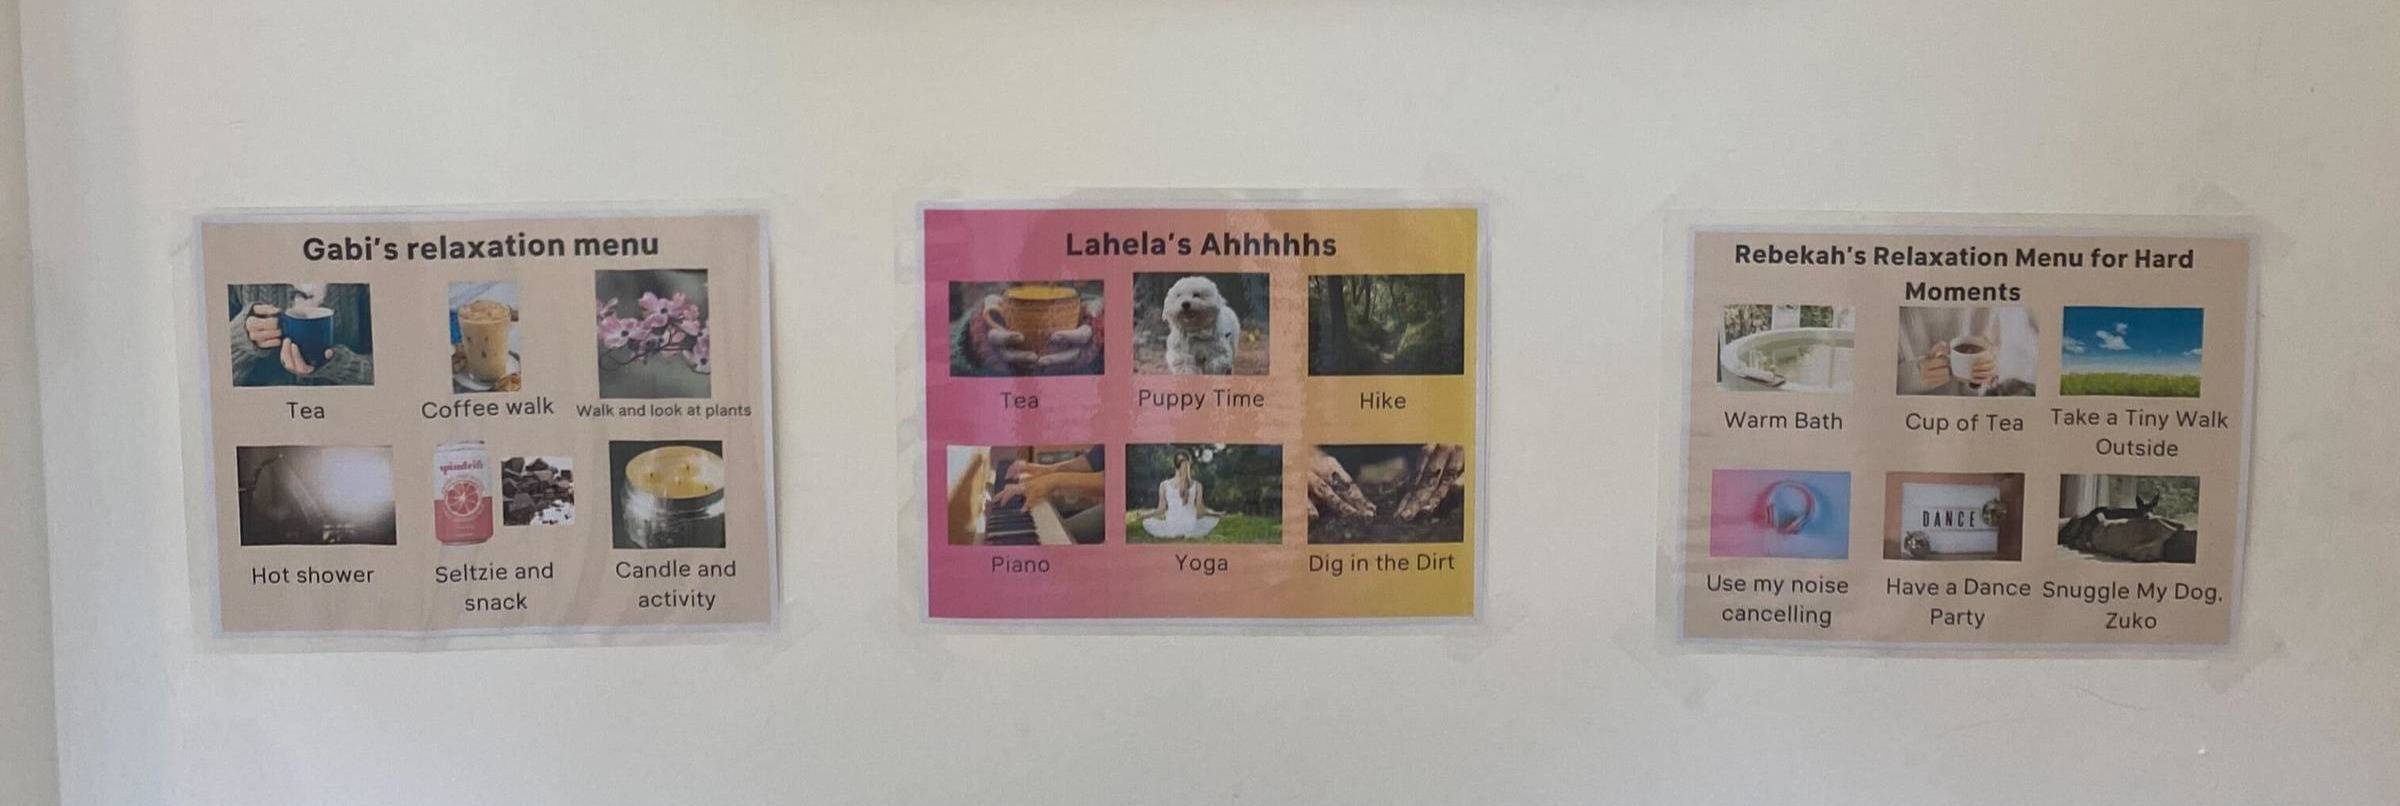 Gabi's relaxation menu
Tea
Coffee walk
Walk and look at plants
spindrift
Hot shower
Seltzie and
snack
Candle and
activity
Lahela's Ahhhhhs
Tea
Puppy Time
Hike
Piano
Yoga
Dig in the Dirt
Rebekah's Relaxation Menu for Hard
Moments
Warm Bath
Cup of Tea
Take a Tiny Walk
Outside
DANCE
Use my noise
cancelling
Have a Dance
Party
Snuggle My Dog,
Zuko